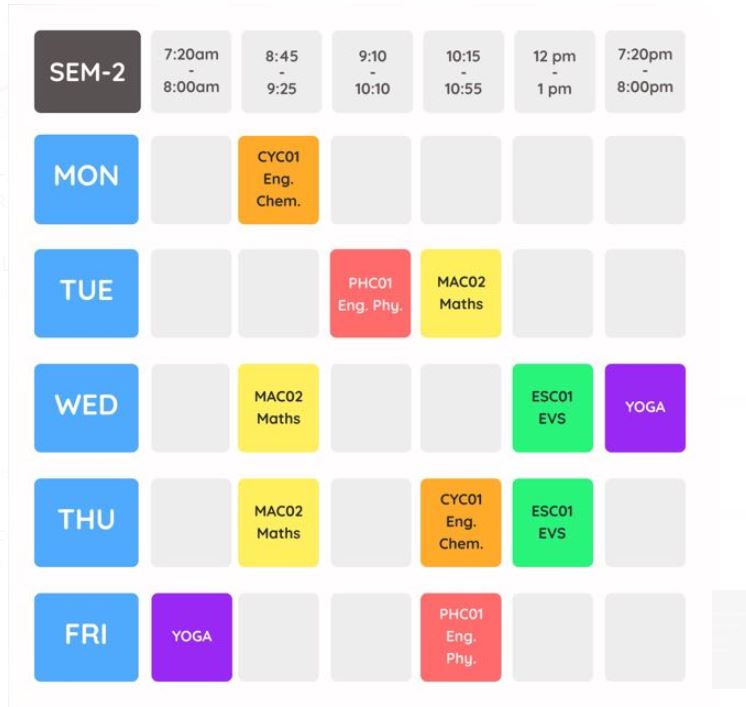 SEM-2
7:20am
-
8:00am
8:45
-
9:25
9:10
-
10:10
10:15
-
10:55
12 pm
-
1 pm
7:20pm
-
8:00pm
MON
CYC01
Eng.
Chem.
TUE
PHC01
Eng. Phy.
MAC02
Maths
WED
MAC02
Maths
ESC01
EVS
YOGA
THU
MAC02
Maths
CYC01
Eng.
Chem.
ESC01
EVS
FRI
YOGA
PHC01
Eng.
Phy.